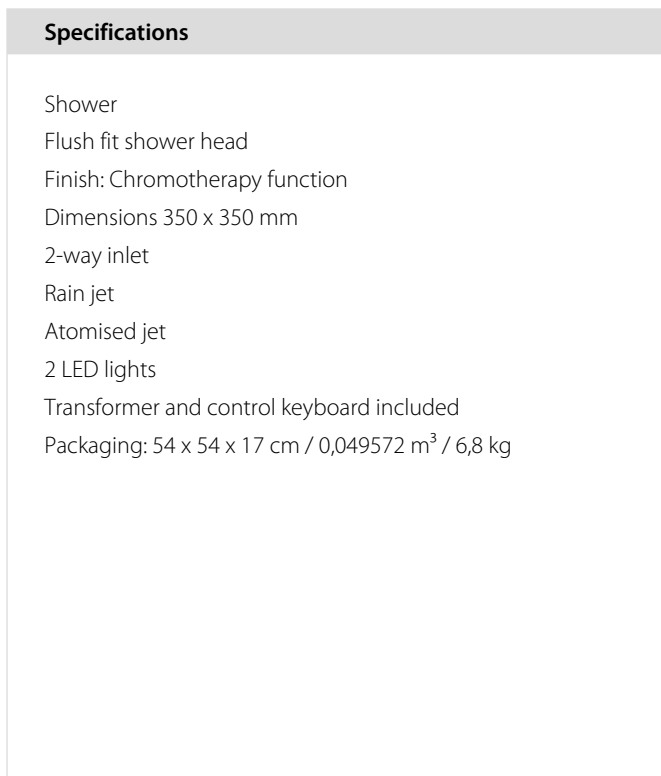 Specifications
Shower
Flush fit shower head
Finish: Chromotherapy function
Dimensions 350 x 350 mm
2-way inlet
Rain jet
Atomised jet
2 LED lights
Transformer and control keyboard included
Packaging: 54 x 54 x 17 cm / 0,049572 m³ / 6,8 kg